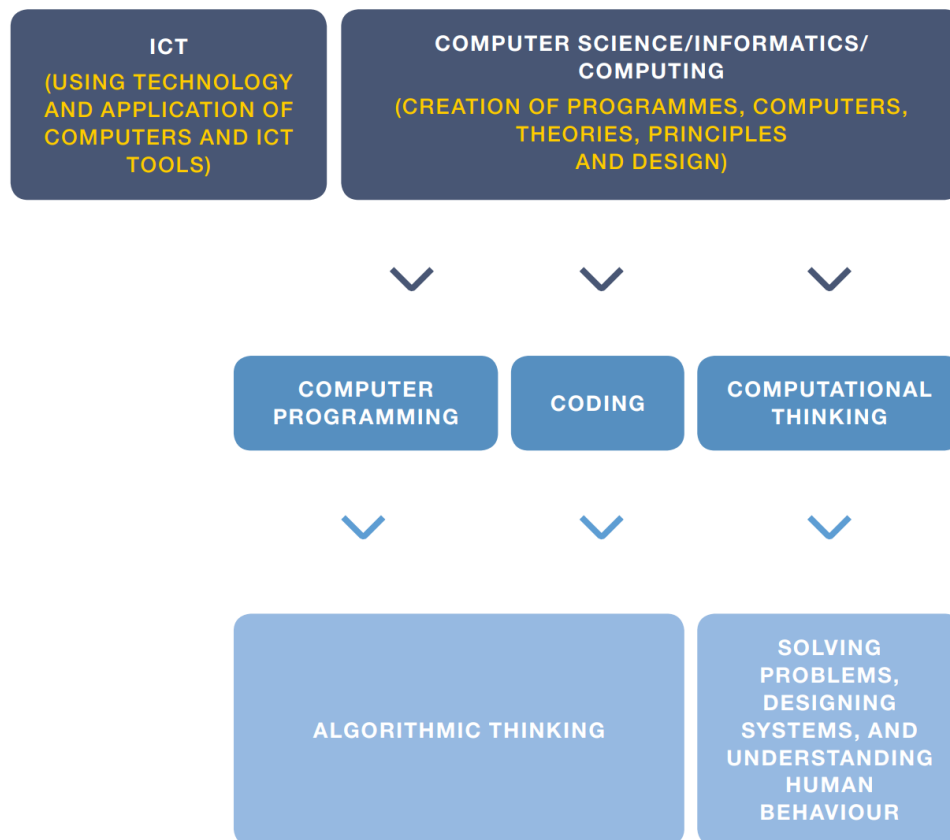 ICT
(USING TECHNOLOGY
AND APPLICATION OF
COMPUTERS AND ICT
TOOLS)
COMPUTER SCIENCE/INFORMATICS/
COMPUTING
(CREATION OF PROGRAMMES, COMPUTERS,
THEORIES, PRINCIPLES
AND DESIGN)
COMPUTER
PROGRAMMING
CODING
COMPUTATIONAL
THINKING
ALGORITHMIC THINKING
SOLVING
PROBLEMS,
DESIGNING
SYSTEMS, AND
UNDERSTANDING
HUMAN
BEHAVIOUR